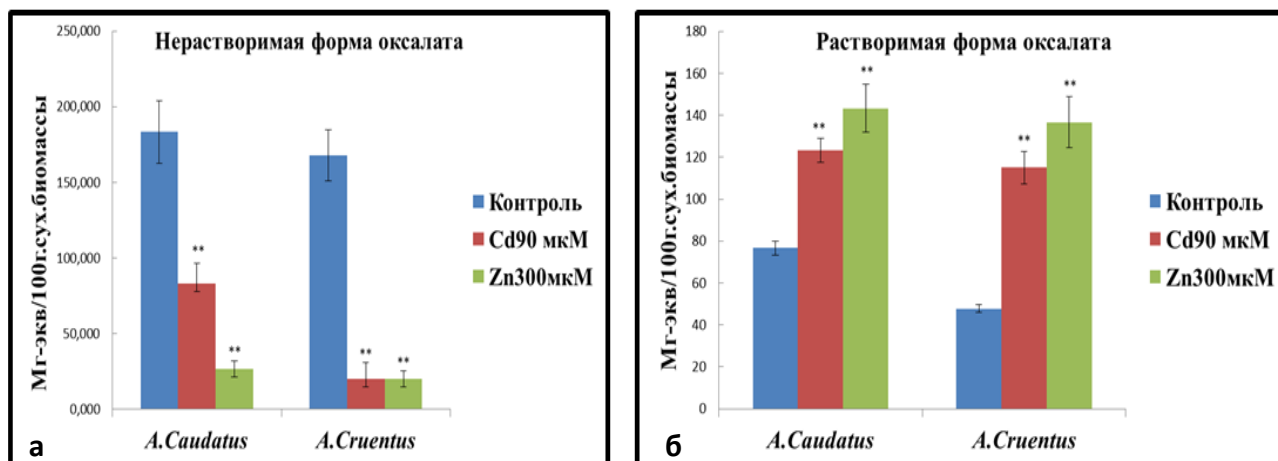 Нерастворимая форма оксалата
Мг-экв/100г.сух.биомассы
250,000
200,000
150,000
100,000
50,000
0,000
**
**
**
**
A.Caudatus
A.Cruentus
Контроль
Cd90 мкМ
Zn300мкМ
а
Растворимая форма оксалата
Мг-экв/100г.сух.биомассы
180
160
140
120
100
80
60
40
20
0
**
**
**
**
A.Caudatus
A.Cruentus
Контроль
Cd90 мкМ
Zn300мкМ
б